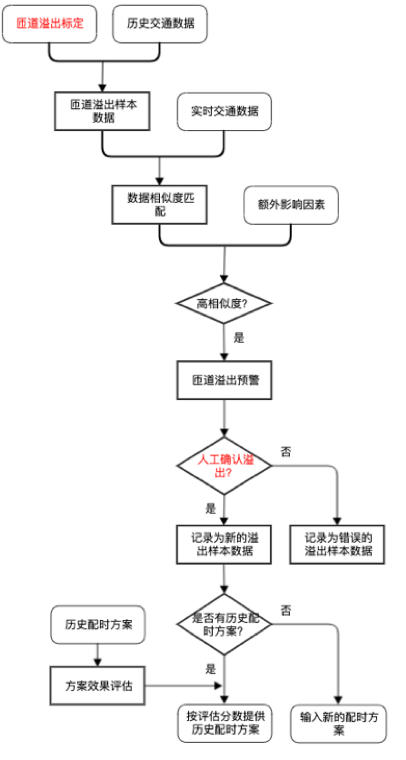 匝道溢出标定
历史交通数据
匝道溢出样本
数据
实时交通数据
数据相似度匹
配
额外影响因素
高相似度?
是
匝道溢出预警
人工确认溢
出?
否
是
记录为新的溢
出样本数据
记录为错误的
溢出样本数据
历史配时方案
是否有历史配
时方案?
否
是
方案效果评估
按评估分数提供
历史配时方案
输入新的配时方
案